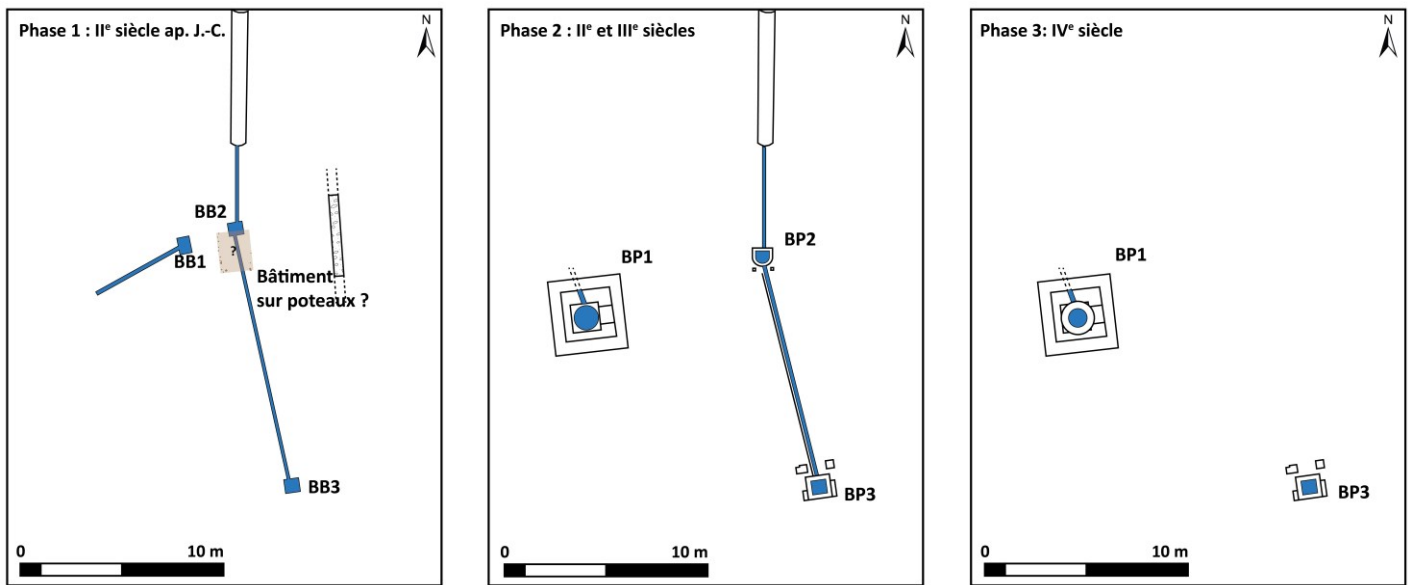 Phase 1 : IIᵉ siècle ap. J.-C.
N
BB2
BB1
?
Bâtiment
sur poteaux ?
BB3
0 10 m
Phase 2 : IIᵉ et IIIᵉ siècles
N
BP1
BP2
BP3
0 10 m
Phase 3: IVᵉ siècle
N
BP1
BP3
0 10 m